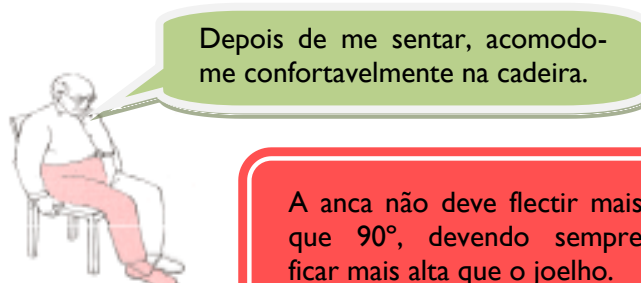 Depois de me sentar, acomodo-
me confortavelmente na cadeira.
A anca não deve flectir mais
que 90º, devendo sempre
ficar mais alta que o joelho.